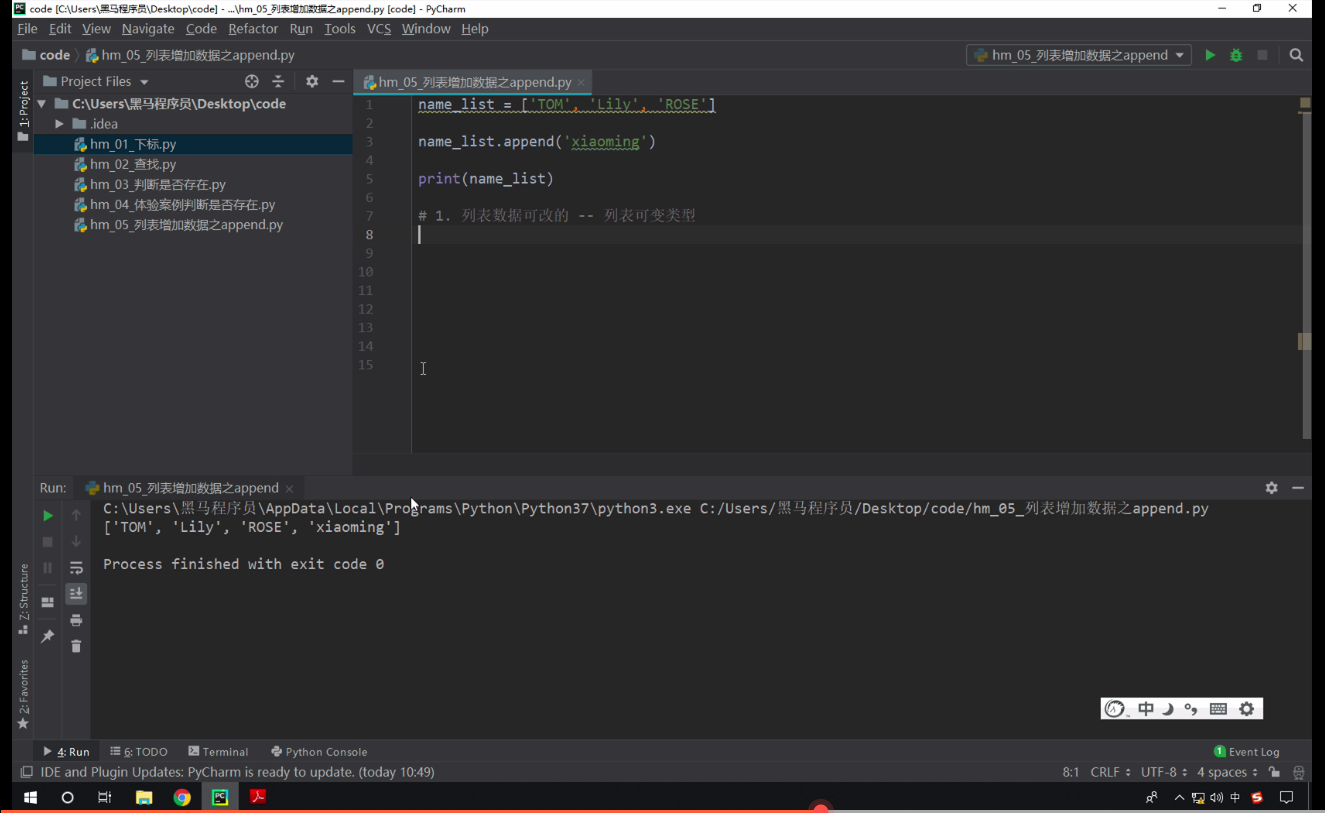 code [C:\Users\黑马程序员\Desktop\code] - ...\hm_05_列表增加数据之append.py [code] - PyCharm
File Edit View Navigate Code Refactor Run Tools VCS Window Help
code hm_05_列表增加数据之append.py
hm_05_列表增加数据之append
1: Project
Project Files
hm_05_列表增加数据之append.py
C:\Users\黑马程序员\Desktop\code
.idea
hm_01_下标.py
hm_02_查找.py
hm_03_判断是否存在.py
hm_04_体验案例判断是否存在.py
hm_05_列表增加数据之append.py
1 name_list = ['TOM', 'Lily', 'ROSE']
2
3 name_list.append('xiaoming')
4
5 print(name_list)
6
7 # 1. 列表数据可改的 -- 列表可变类型
8
9
10
11
12
13
14
15
Run: hm_05_列表增加数据之append
C:\Users\黑马程序员\AppData\Local\Programs\Python\Python37\python3.exe C:/Users/黑马程序员/Desktop/code/hm_05_列表增加数据之append.py
['TOM', 'Lily', 'ROSE', 'xiaoming']
Process finished with exit code 0
Z: Structure
2: Favorites
中
4: Run 6: TODO Terminal Python Console
1 Event Log
IDE and Plugin Updates: PyCharm is ready to update. (today 10:49)
8:1 CRLF UTF-8 4 spaces
PC
中 S